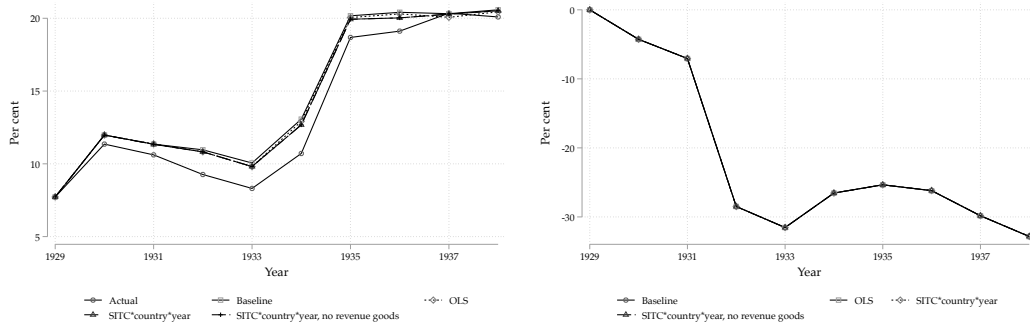 20
15
10
5
Per cent
1929
1931
1933
1935
1937
Year
Actual
Baseline
OLS
SITC*country*year
SITC*country*year, no revenue goods
0
-10
-20
-30
Per cent
1929
1931
1933
1935
1937
Year
Baseline
OLS
SITC*country*year
SITC*country*year, no revenue goods